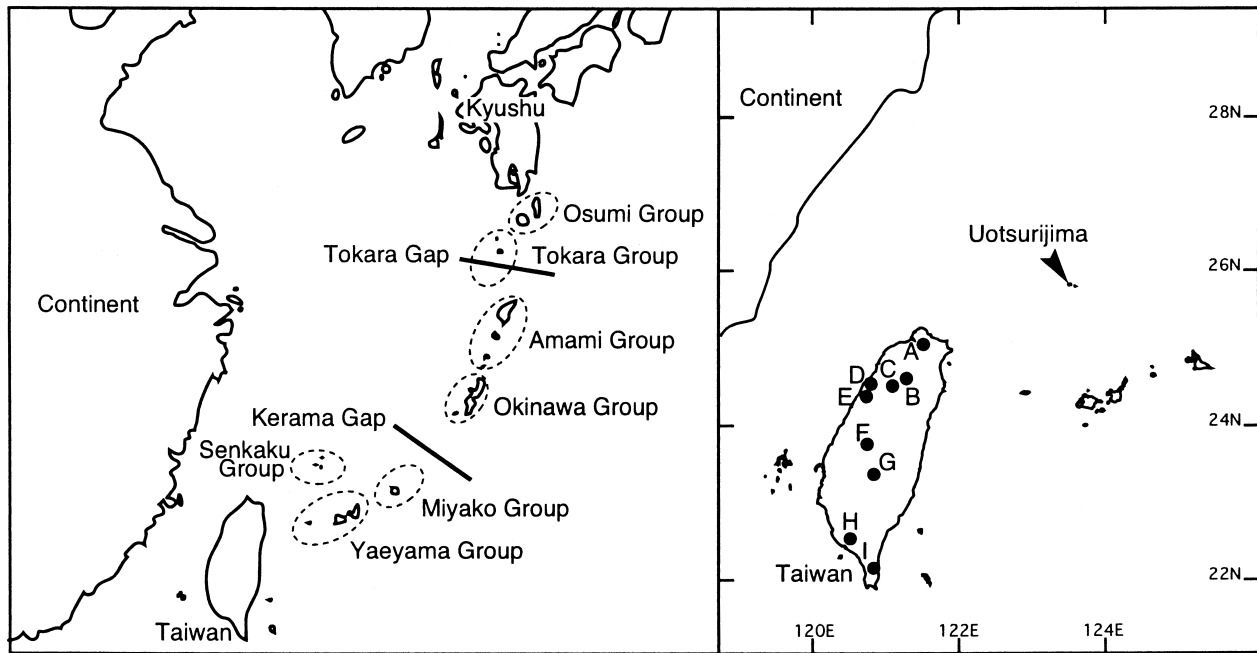 Kyushu
Osumi Group
Tokara Gap
Tokara Group
Continent
Amami Group
Okinawa Group
Kerama Gap
Senkaku
Group
Miyako Group
Yaeyama Group
Taiwan
Continent
28N
Uotsurijima
26N
A
D
C
E
B
24N
F
G
H
I
Taiwan
22N
120E
122E
124E